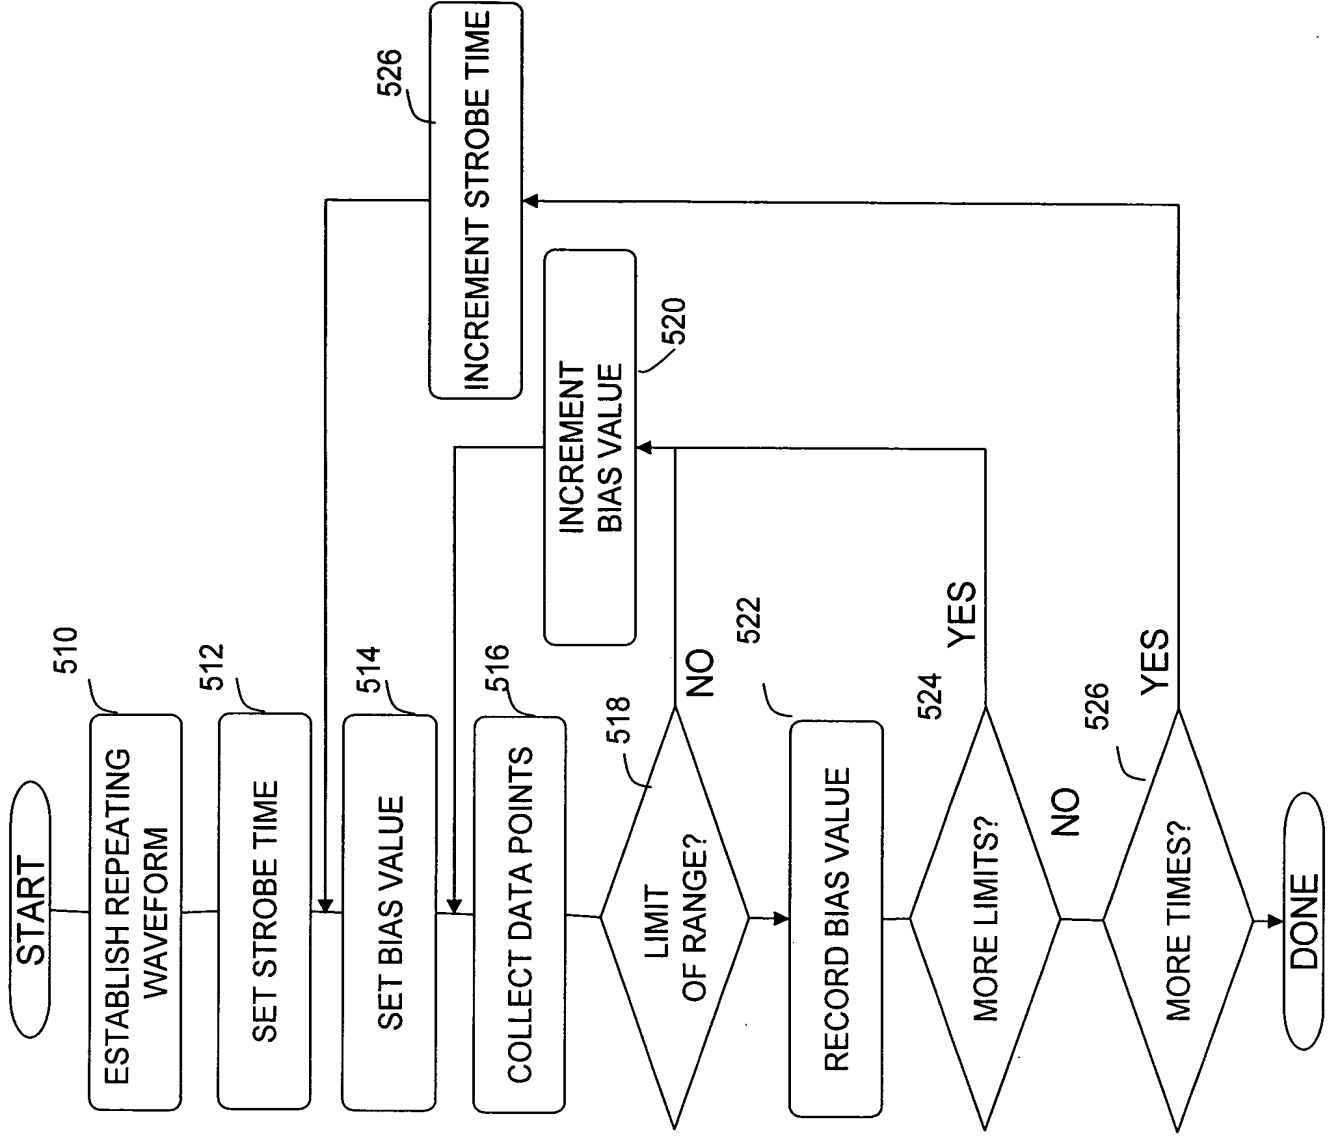 START
510
ESTABLISH REPEATING
WAVEFORM
512
SET STROBE TIME
514
SET BIAS VALUE
516
COLLECT DATA POINTS
518
LIMIT
OF RANGE?
NO
520
INCREMENT
BIAS VALUE
526
INCREMENT STROBE TIME
522
RECORD BIAS VALUE
524
MORE LIMITS?
YES
NO
526
MORE TIMES?
YES
DONE